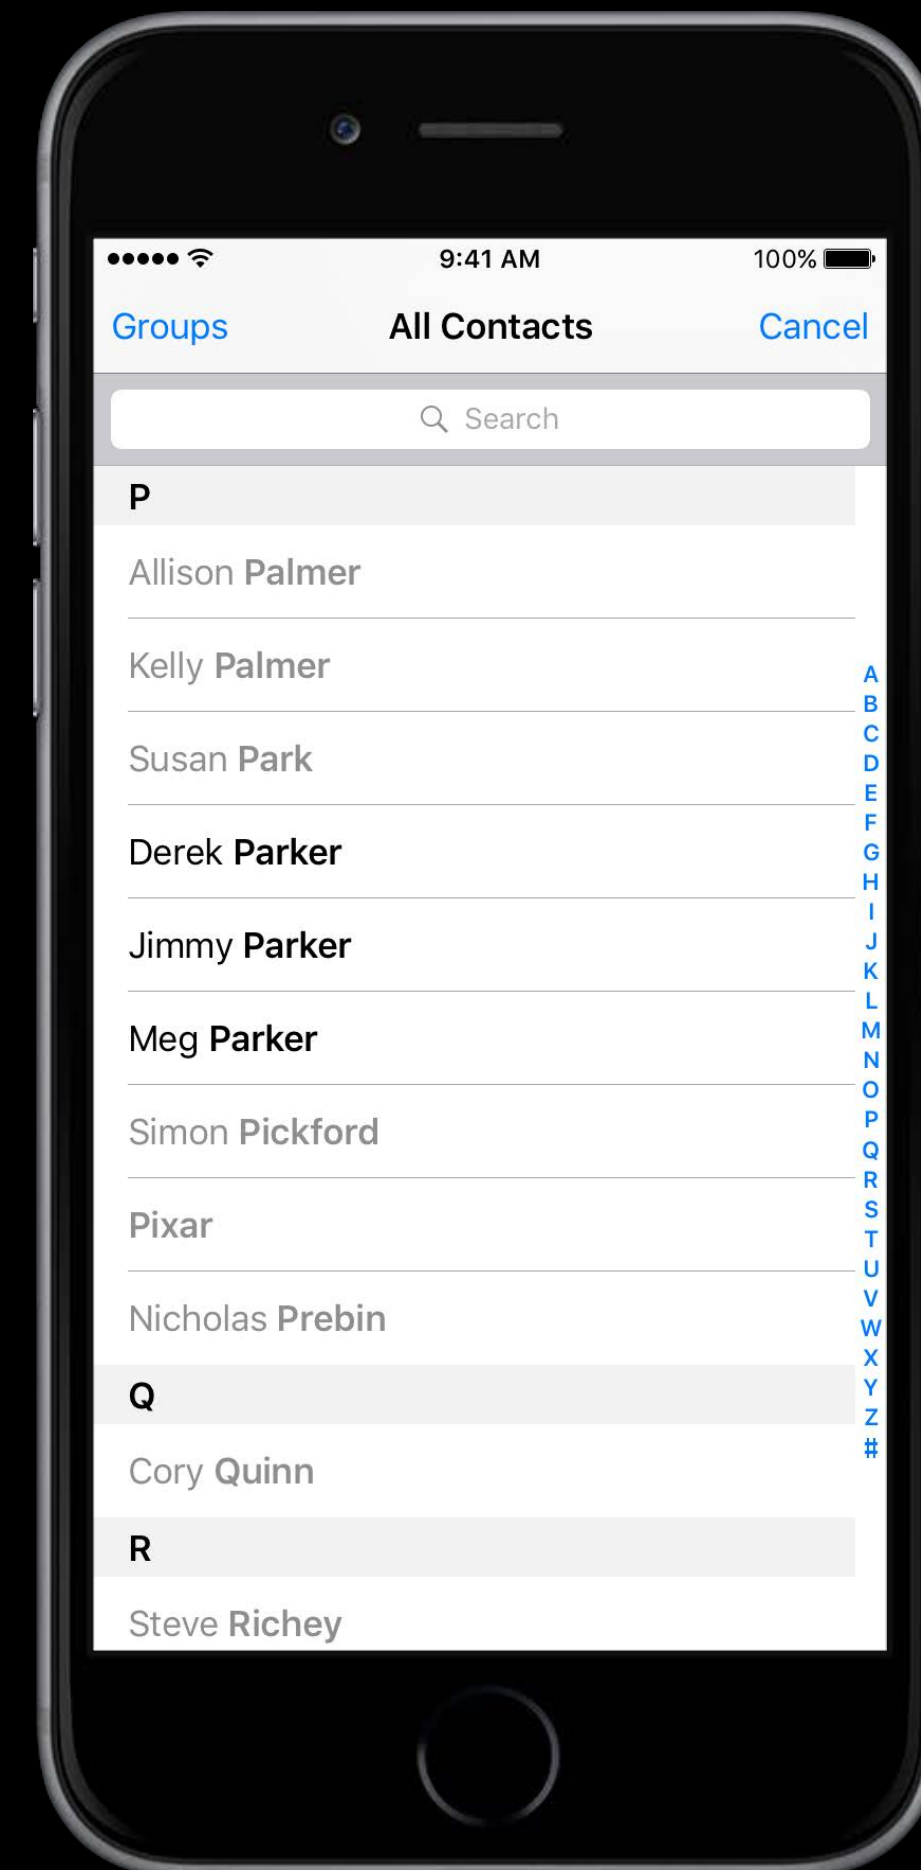 9:41 AM 100%
Groups All Contacts Cancel
Search
P
Allison Palmer
Kelly Palmer
Susan Park
Derek Parker
Jimmy Parker
Meg Parker
Simon Pickford
Pixar
Nicholas Prebin
Q
Cory Quinn
R
Steve Richey
A
B
C
D
E
F
G
H
I
J
K
L
M
N
O
P
Q
R
S
T
U
V
W
X
Y
Z
#